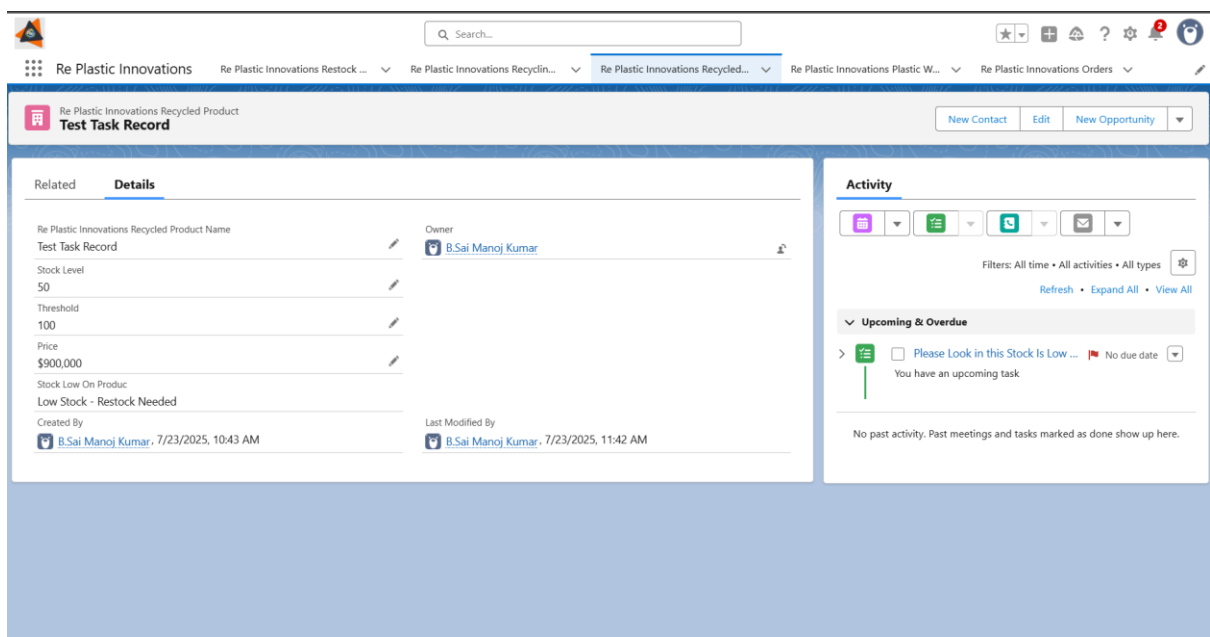 Search...
2
Re Plastic Innovations
Re Plastic Innovations Restock ...
Re Plastic Innovations Recyclin...
Re Plastic Innovations Recycled...
Re Plastic Innovations Plastic W...
Re Plastic Innovations Orders
Re Plastic Innovations Recycled Product
Test Task Record
New Contact
Edit
New Opportunity
Related
Details
Re Plastic Innovations Recycled Product Name
Test Task Record
Owner
B.Sai Manoj Kumar
Stock Level
50
Threshold
100
Price
$900,000
Stock Low On Produc
Low Stock - Restock Needed
Created By
B.Sai Manoj Kumar, 7/23/2025, 10:43 AM
Last Modified By
B.Sai Manoj Kumar, 7/23/2025, 11:42 AM
Activity
Filters: All time • All activities • All types
Refresh • Expand All • View All
Upcoming & Overdue
Please Look in this Stock Is Low ... No due date
You have an upcoming task
No past activity. Past meetings and tasks marked as done show up here.